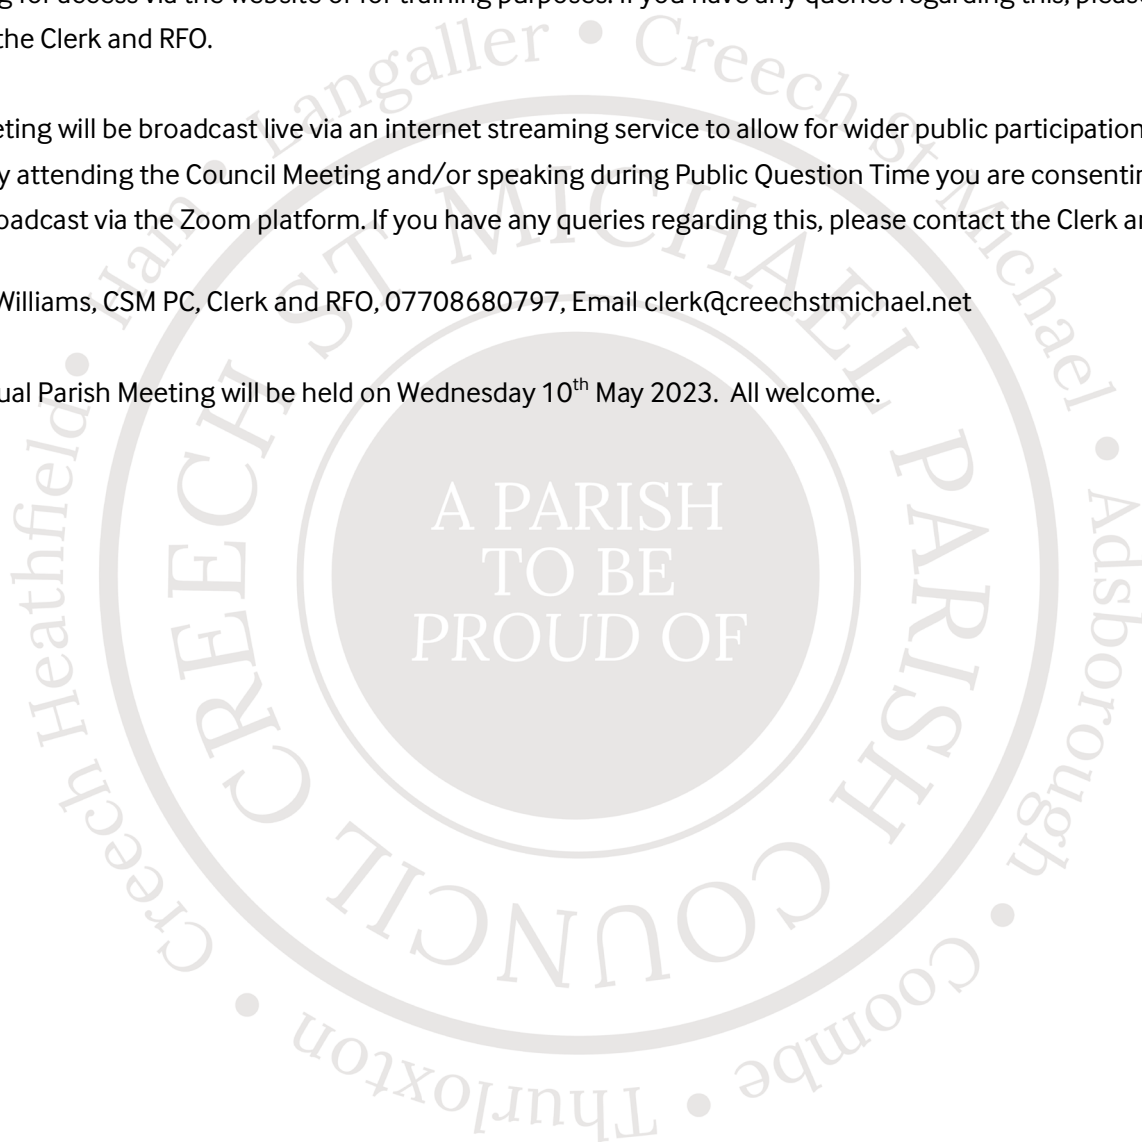 g for access via the website or for training purposes. If you have any queries regarding this, please
the Clerk and RFO.
eting will be broadcast live via an internet streaming service to allow for wider public participation
y attending the Council Meeting and/or speaking during Public Question Time you are consentin
oadcast via the Zoom platform. If you have any queries regarding this, please contact the Clerk a
Williams, CSM PC, Clerk and RFO, 07708680797, Email clerk@creechstmichael.net
ual Parish Meeting will be held on Wednesday 10th May 2023. All welcome.
CREECH ST MICHAEL PARISH COUNCIL
A PARISH
TO BE
PROUD OF
Creech Heathfield • Ham • Langaller • Creech St Michael • Adsborough • Coombe • Thurloxton •